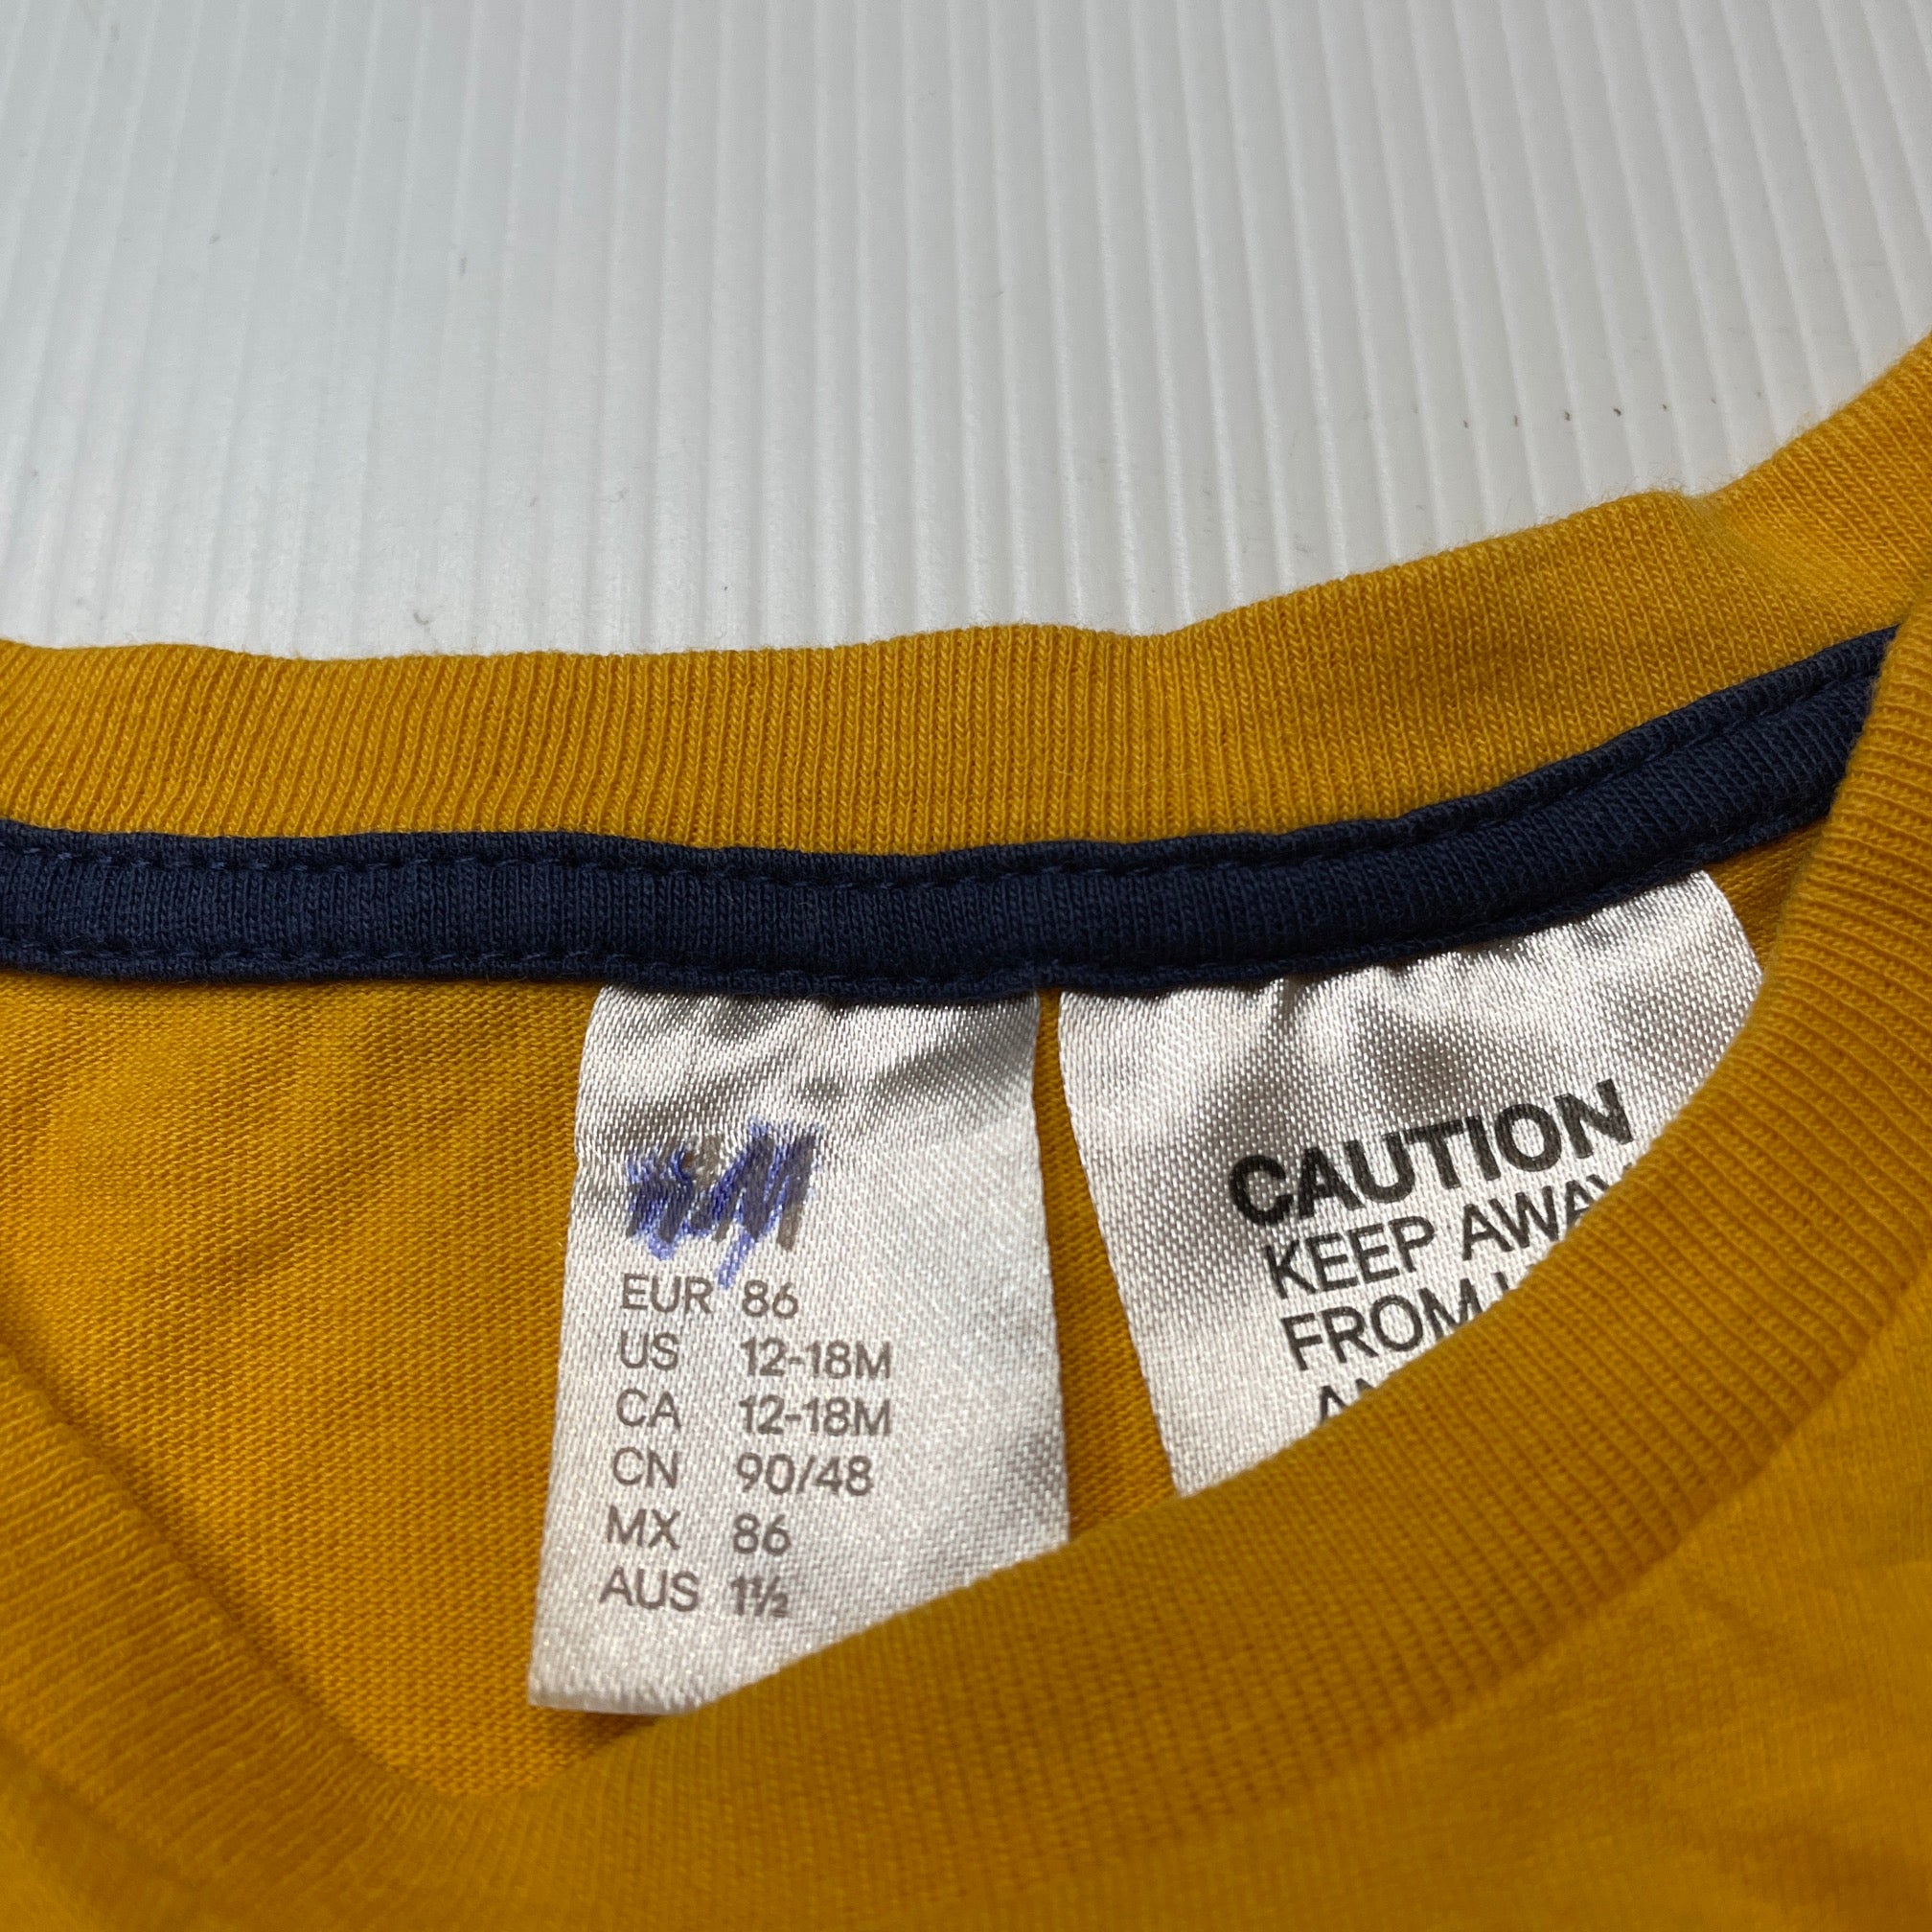 EUR 86
US 12-18M
CA 12-18M
CN 90/48
MX 86
AUS 1½
CAUTION
KEEP AWAY
FROM